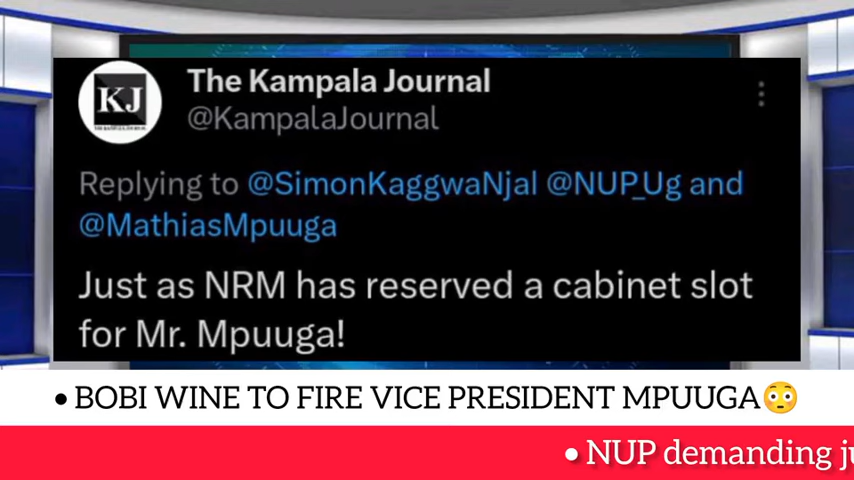 KJ
The Kampala Journal
@KampalaJournal
Replying to @SimonKaggwaNjal @NUP_Ug and
@MathiasMpuuga
Just as NRM has reserved a cabinet slot
for Mr. Mpuuga!
• BOBI WINE TO FIRE VICE PRESIDENT MPUUGA😳
• NUP demanding